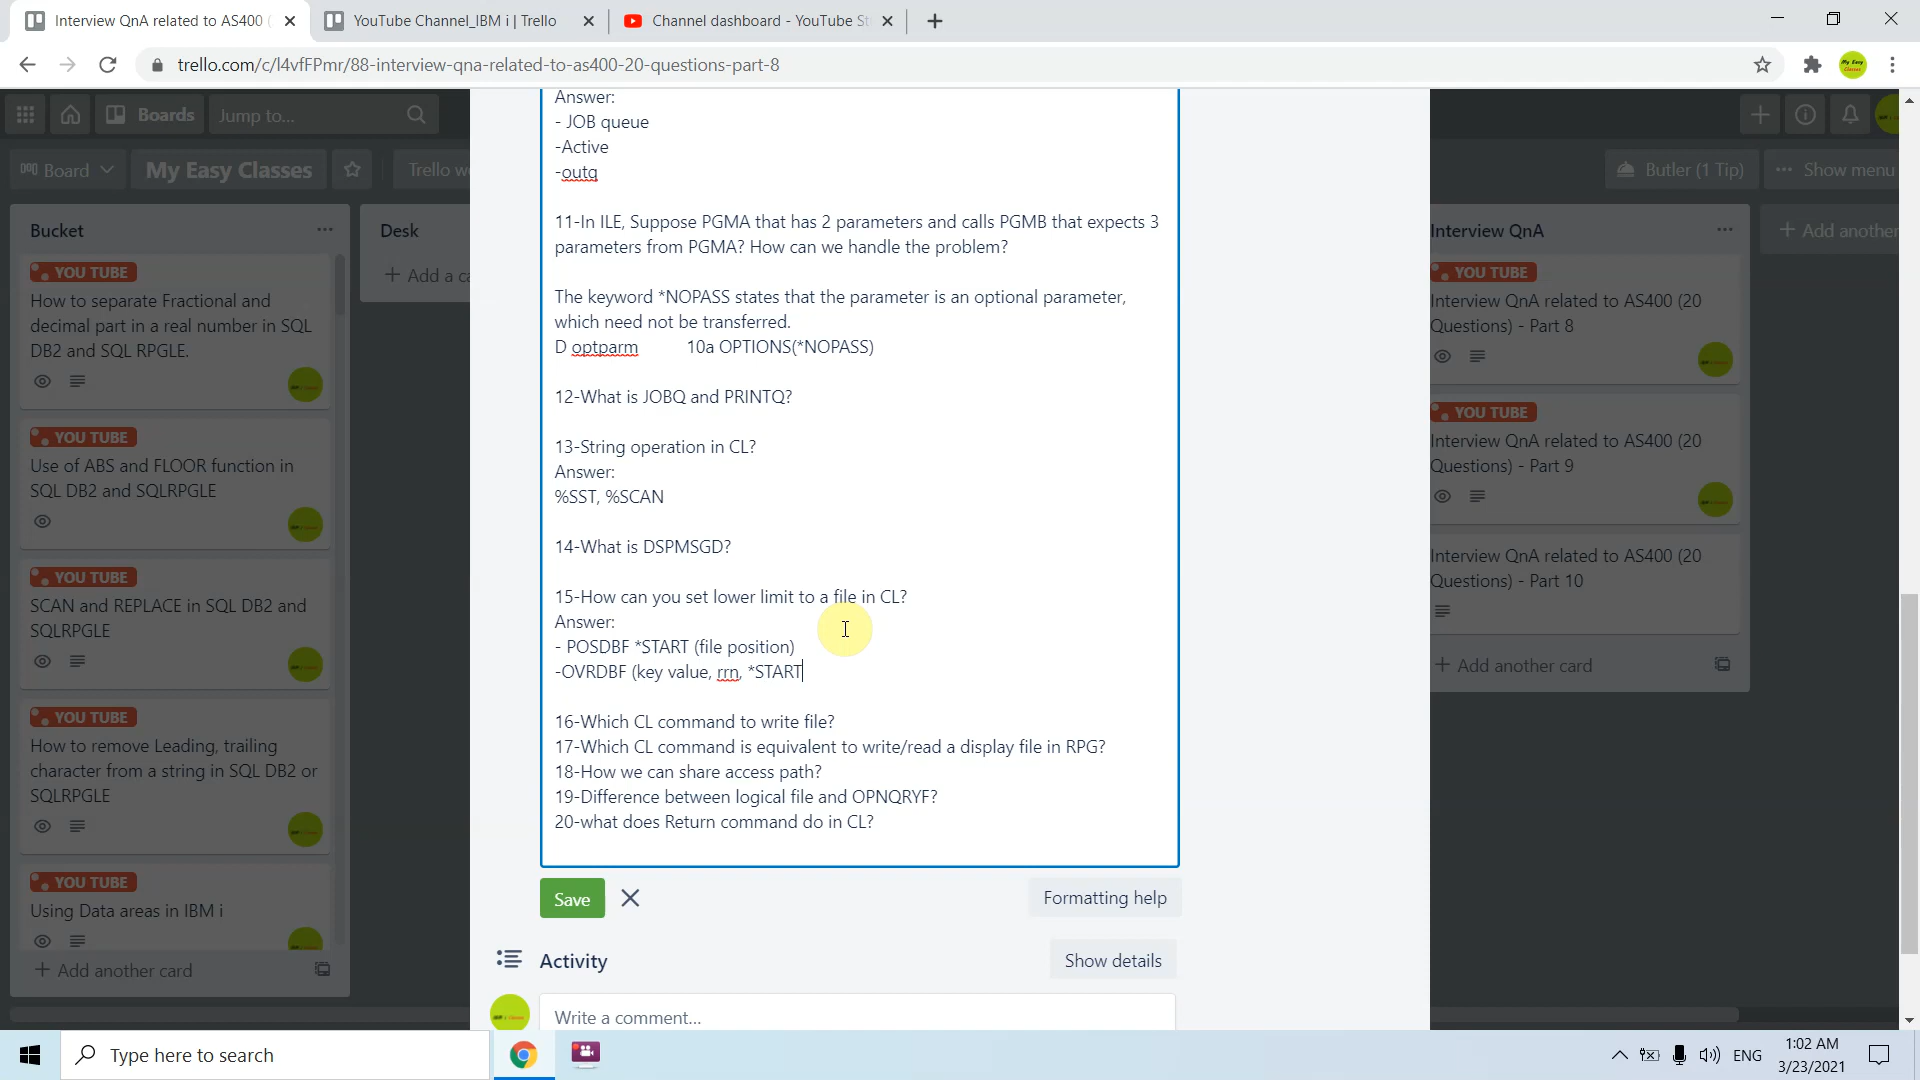 Interview QnA related to AS400 (
YouTube Channel_IBM i | Trello
Channel dashboard - YouTube St
trello.com/c/l4vfFPmr/88-interview-qna-related-to-as400-20-questions-part-8
Boards
Jump to...
Board
My Easy Classes
Trello w
Butler (1 Tip)
Show menu
Bucket
YOU TUBE
How to separate Fractional and
decimal part in a real number in SQL
DB2 and SQL RPGLE.
YOU TUBE
Use of ABS and FLOOR function in
SQL DB2 and SQLRPGLE
YOU TUBE
SCAN and REPLACE in SQL DB2 and
SQLRPGLE
YOU TUBE
How to remove Leading, trailing
character from a string in SQL DB2 or
SQLRPGLE
YOU TUBE
Using Data areas in IBM i
+ Add another card
Desk
+ Add a ca
Answer:
- JOB queue
-Active
-outq
11-In ILE, Suppose PGMA that has 2 parameters and calls PGMB that expects 3
parameters from PGMA? How can we handle the problem?
The keyword *NOPASS states that the parameter is an optional parameter,
which need not be transferred.
D optparm 10a OPTIONS(*NOPASS)
12-What is JOBQ and PRINTQ?
13-String operation in CL?
Answer:
%SST, %SCAN
14-What is DSPMSGD?
15-How can you set lower limit to a file in CL?
Answer:
- POSDBF *START (file position)
-OVRDBF (key value, rrn, *START
16-Which CL command to write file?
17-Which CL command is equivalent to write/read a display file in RPG?
18-How we can share access path?
19-Difference between logical file and OPNQRYF?
20-what does Return command do in CL?
Save
Formatting help
Activity
Show details
Write a comment...
Interview QnA
YOU TUBE
Interview QnA related to AS400 (20
Questions) - Part 8
YOU TUBE
Interview QnA related to AS400 (20
Questions) - Part 9
Interview QnA related to AS400 (20
Questions) - Part 10
+ Add another card
+ Add another
Type here to search
ENG
1:02 AM
3/23/2021